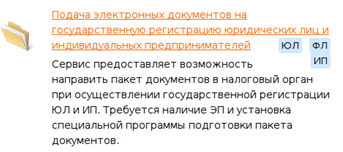 Подача электронных документов на
государственную регистрацию юридических лиц и
индивидуальных предпринимателей ЮЛ ФЛ
ИП
Сервис предоставляет возможность
направить пакет документов в налоговый орган
при осуществлении государственной регистрации
ЮЛ и ИП. Требуется наличие ЭП и установка
специальной программы подготовки пакета
документов.